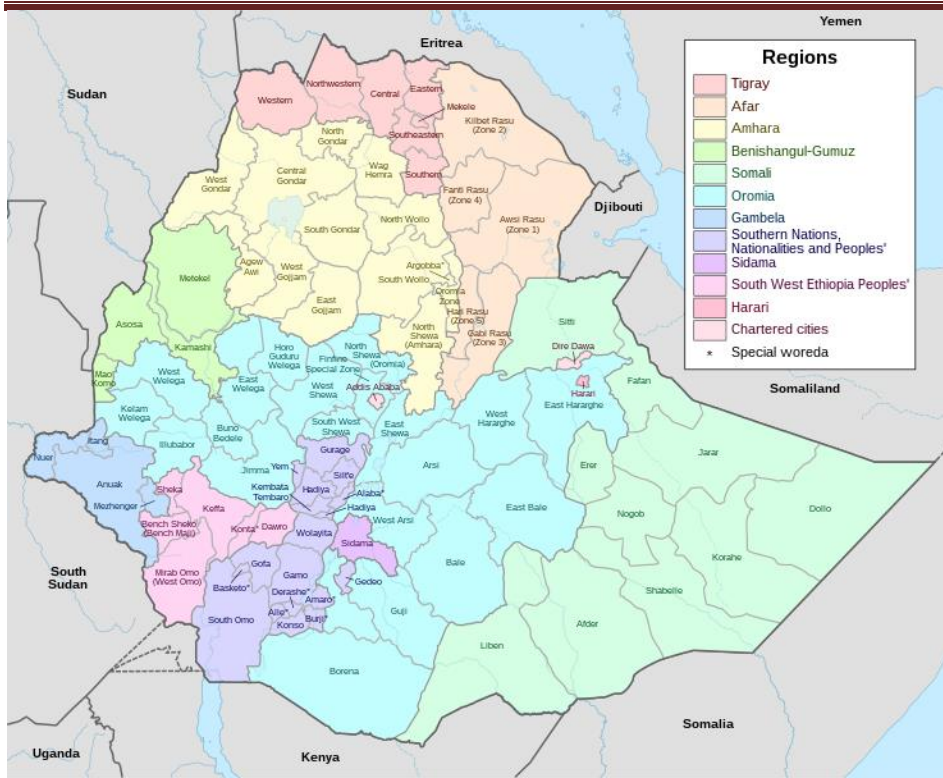 Yemen
Eritrea
Sudan
Regions
Tigray
Afar
Amhara
Benishangul-Gumuz
Somali
Oromia
Gambela
Southern Nations,
Nationalities and Peoples'
Sidama
South West Ethiopia Peoples'
Harari
Chartered cities
* Special woreda
Western
Northwestern
Central
Eastern
Mekele
Southeastern
Southern
Kilbet Rasu
(Zone 2)
Fanti Rasu
(Zone 4)
Awsi Rasu
(Zone 1)
Hari Rasu
(Zone 5)
Gabi Rasu
(Zone 3)
Djibouti
North
Gondar
West
Gondar
Central
Gondar
Wag
Hemra
South Gondar
North Wollo
Argobba*
South Wollo
Oromia
Zone
Agew
Awi
West
Gojjam
East
Gojjam
North
Shewa
(Amhara)
Metekel
Asosa
Kamashi
Mao
Komo
Sitti
Dire Dawa
Harari
East Hararghe
West
Hararghe
Fafan
Jarar
Erer
Nogob
Dollo
Korahe
Shabelle
Afder
Liben
Somaliland
West
Welega
Kelam
Welega
East
Welega
Horo
Guduru
Welega
North
Shewa
(Oromia)
Finfine
Special Zone
West
Shewa
Addis Ababa
South West
Shewa
East
Shewa
Buno
Bedele
Illubabor
Jimma
Arsi
West Arsi
East Bale
Bale
Guji
Borena
Nuer
Itang
Anuak
Mezhenger
Sheka
Keffa
Bench Sheko
(Bench Maji)
Konta*
Dawro
Mirab Omo
(West Omo)
Gurage
Yem
Silt'e
Hadiya
Kembata
Tembaro
Alaba*
Hadiya
Wolayita
Sidama
Gedeo
Gofa
Gamo
Basketo*
Derashe*
Amaro*
Alle*
Burji*
Konso
South Omo
South
Sudan
Uganda
Kenya
Somalia